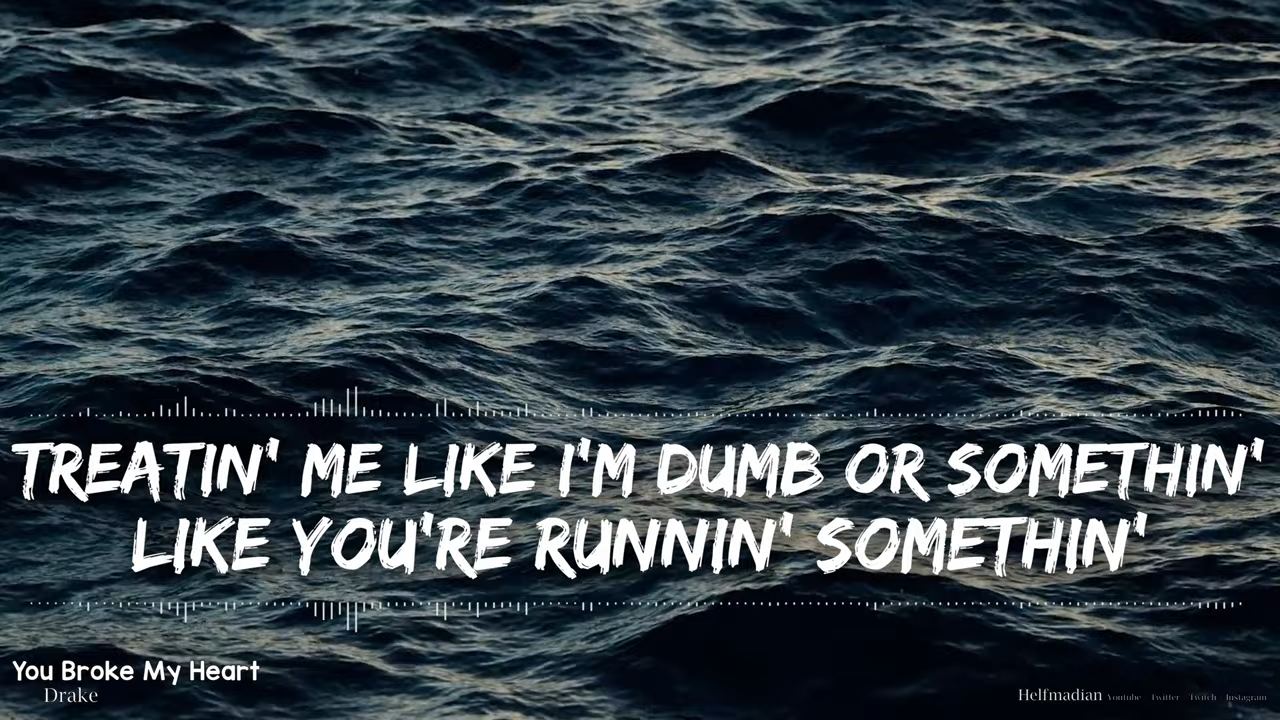 TREATIN' ME LIKE I'M DUMB OR SOMETHIN'
LIKE YOU'RE RUNNIN' SOMETHIN'
You Broke My Heart
Drake
Helfmadian Youtube Twitter Twitch Instagram